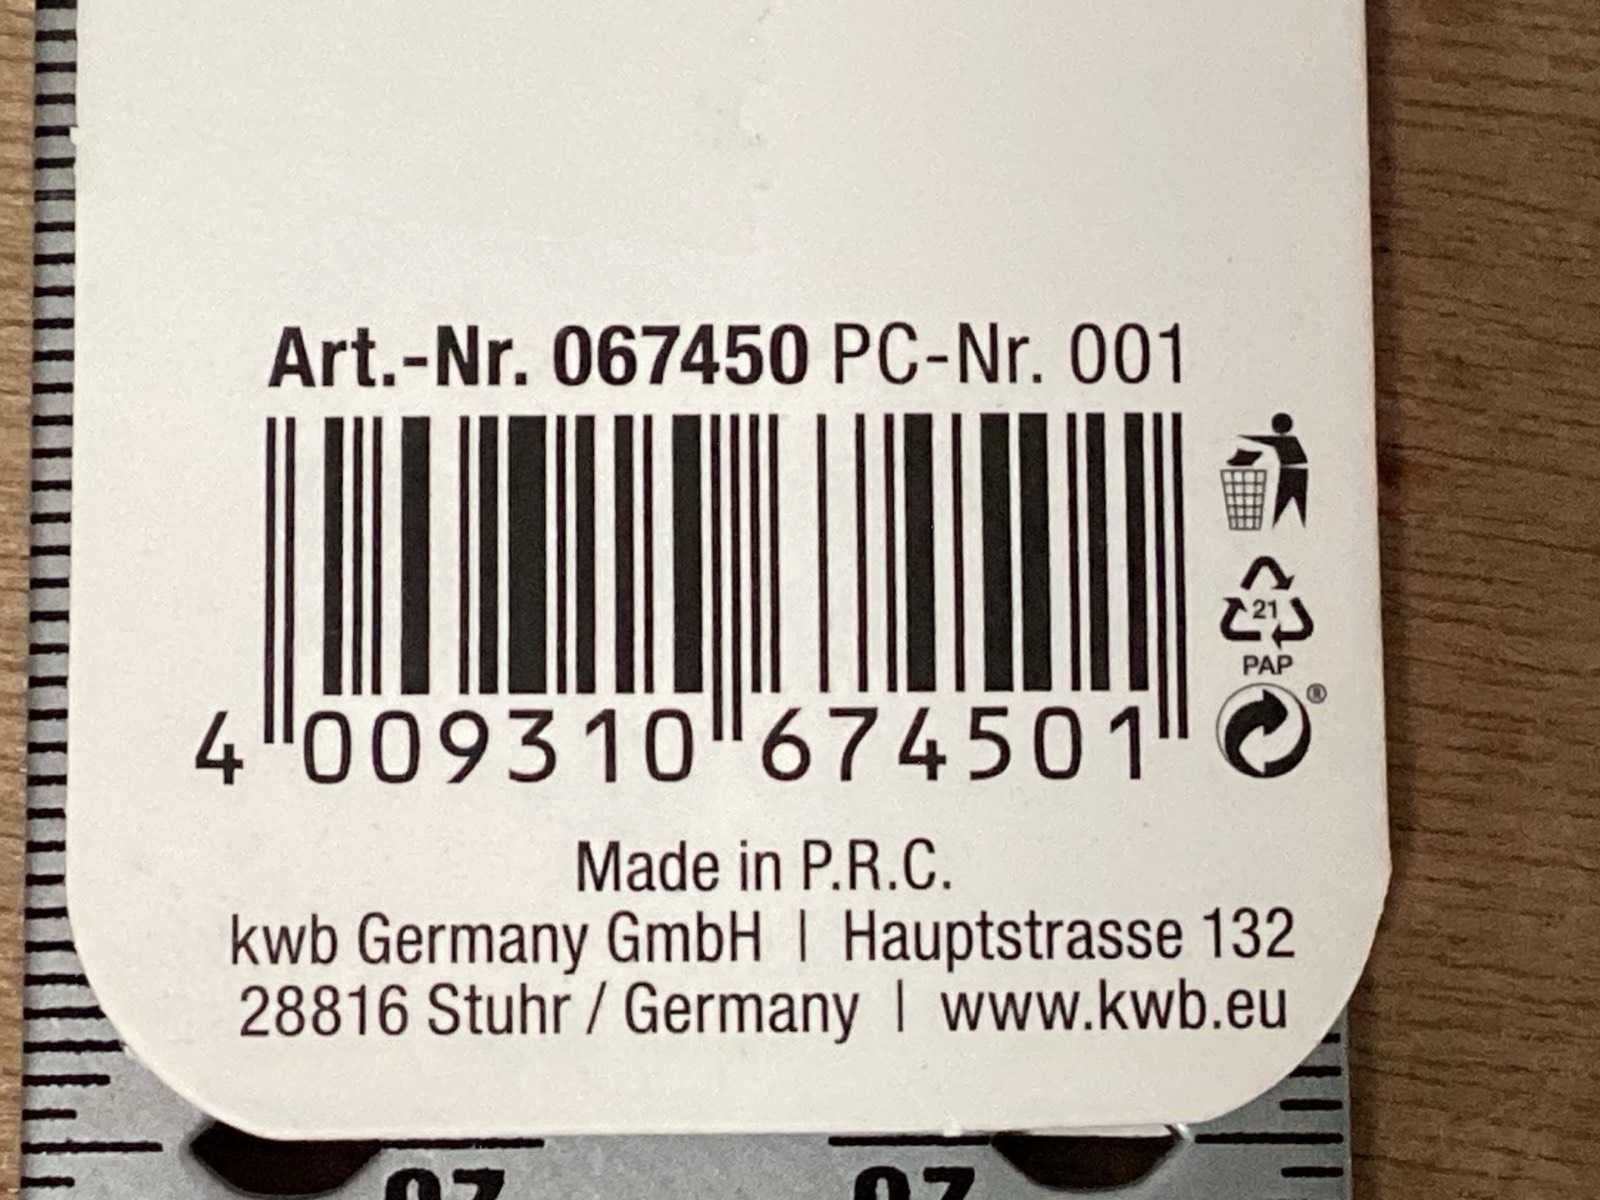 Art.-Nr. 067450 PC-Nr. 001
21
PAP
®
4 009310 674501
Made in P.R.C.
kwb Germany GmbH | Hauptstrasse 132
28816 Stuhr / Germany | www.kwb.eu